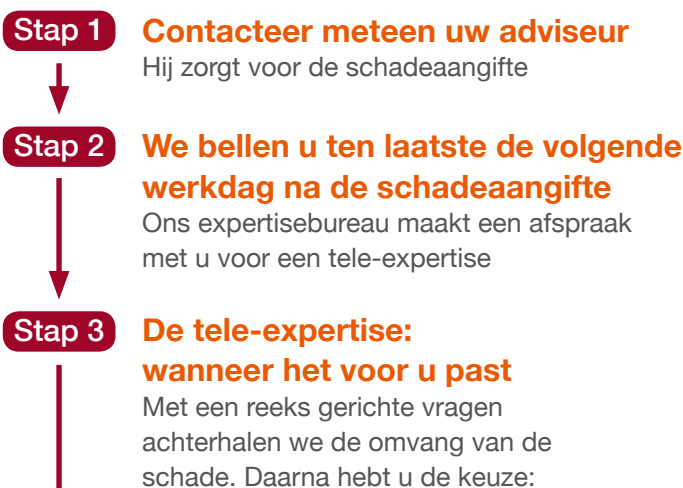 Stap 1
Contacteer meteen uw adviseur
Hij zorgt voor de schadeaangifte
Stap 2
We bellen u ten laatste de volgende
werkdag na de schadeaangifte
Ons expertisebureau maakt een afspraak
met u voor een tele-expertise
Stap 3
De tele-expertise:
wanneer het voor u past
Met een reeks gerichte vragen
achterhalen we de omvang van de
schade. Daarna hebt u de keuze: